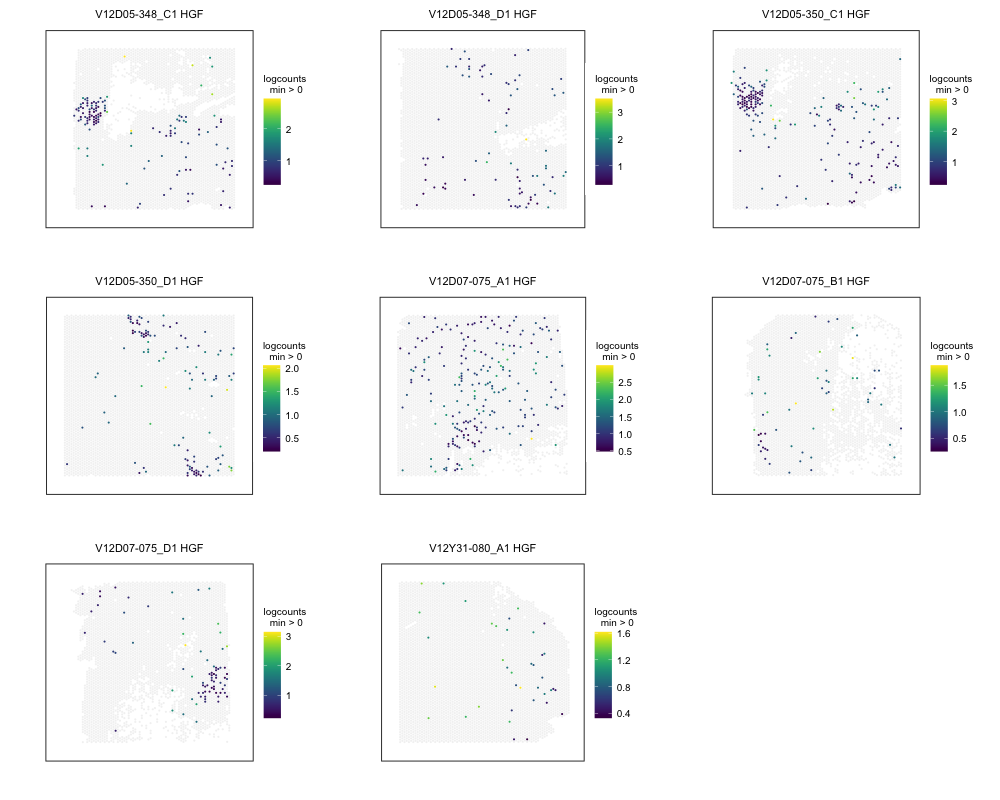 V12D05-348_C1 HGF
logcounts
min > 0
2
1
V12D05-348_D1 HGF
logcounts
min > 0
3
2
1
V12D05-350_C1 HGF
logcounts
min > 0
3
2
1
V12D05-350_D1 HGF
logcounts
min > 0
2.0
1.5
1.0
0.5
V12D07-075_A1 HGF
logcounts
min > 0
2.5
2.0
1.5
1.0
0.5
V12D07-075_B1 HGF
logcounts
min > 0
1.5
1.0
0.5
V12D07-075_D1 HGF
logcounts
min > 0
3
2
1
V12Y31-080_A1 HGF
logcounts
min > 0
1.6
1.2
0.8
0.4